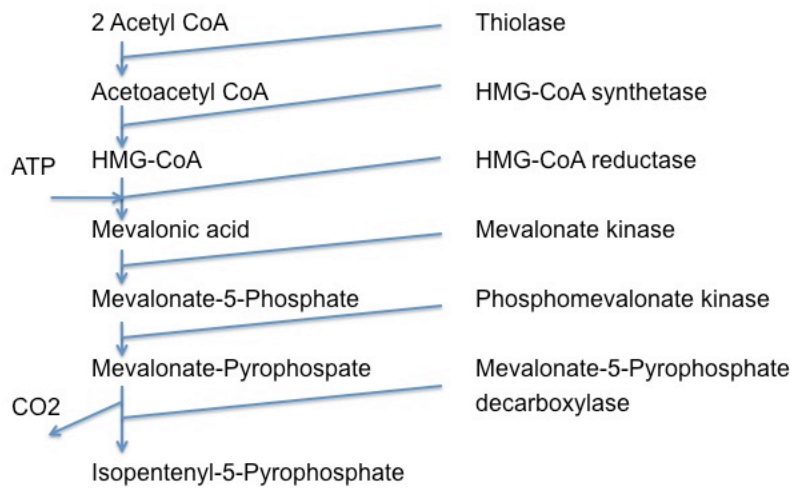 2 Acetyl CoA Thiolase
Acetoacetyl CoA HMG-CoA synthetase
ATP HMG-CoA HMG-CoA reductase
Mevalonic acid Mevalonate kinase
Mevalonate-5-Phosphate Phosphomevalonate kinase
Mevalonate-Pyrophospate Mevalonate-5-Pyrophosphate
CO2 decarboxylase
Isopentenyl-5-Pyrophosphate